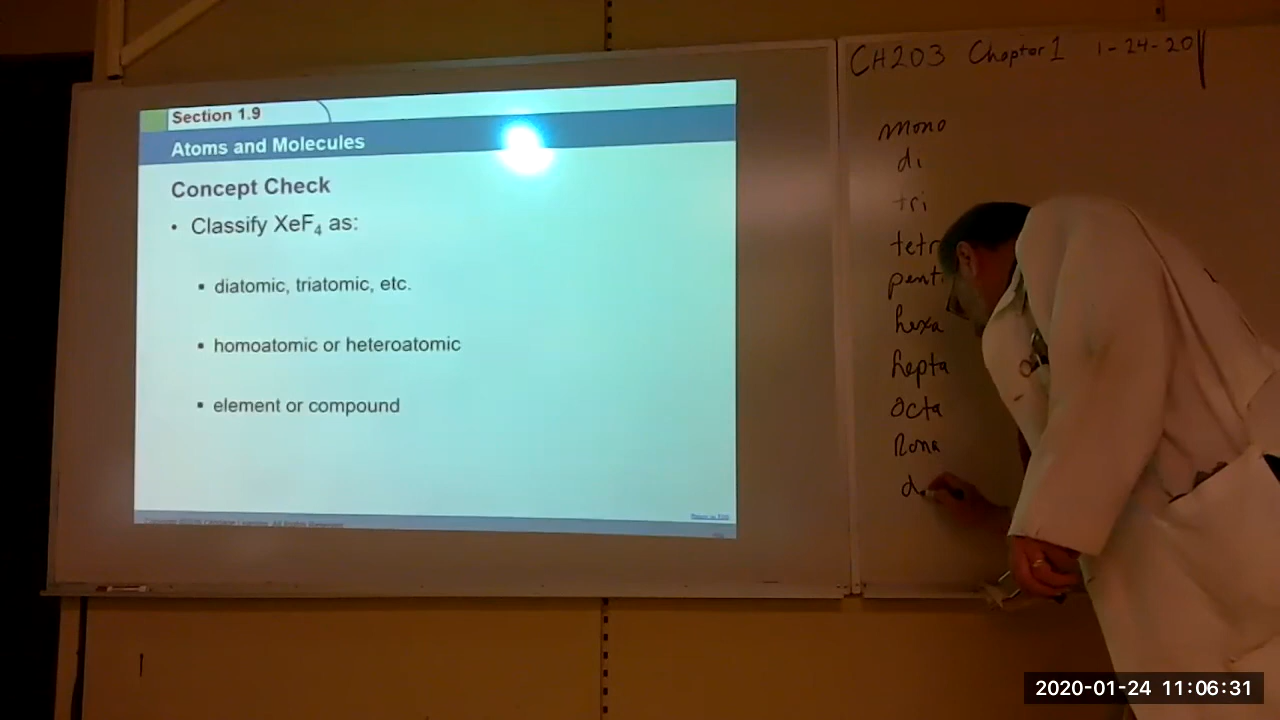 Section 1.9
Atoms and Molecules
Concept Check
• Classify XeF₄ as:
▪ diatomic, triatomic, etc.
▪ homoatomic or heteroatomic
▪ element or compound
CH203 Chapter 1 1-24-20
mono
di
tri
tetr
pent
hexa
hepta
octa
nona
d
2020-01-24 11:06:31